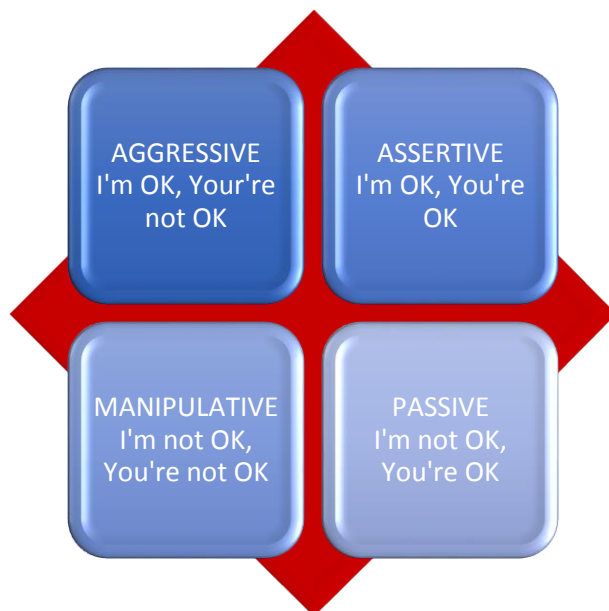 AGGRESSIVE
I'm OK, Your're
not OK
ASSERTIVE
I'm OK, You're
OK
MANIPULATIVE
I'm not OK,
You're not OK
PASSIVE
I'm not OK,
You're OK